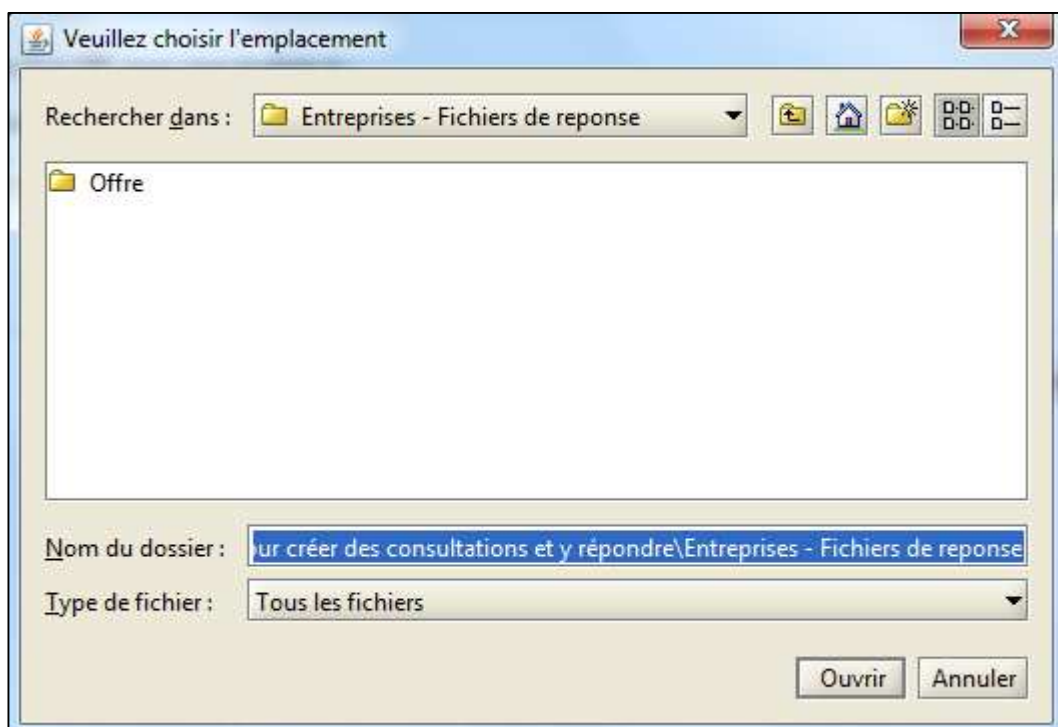 Veuillez choisir l'emplacement
Rechercher dans : Entreprises - Fichiers de reponse
Offre
Nom du dossier : ur créer des consultations et y répondre\Entreprises - Fichiers de reponse
Type de fichier : Tous les fichiers
Ouvrir Annuler